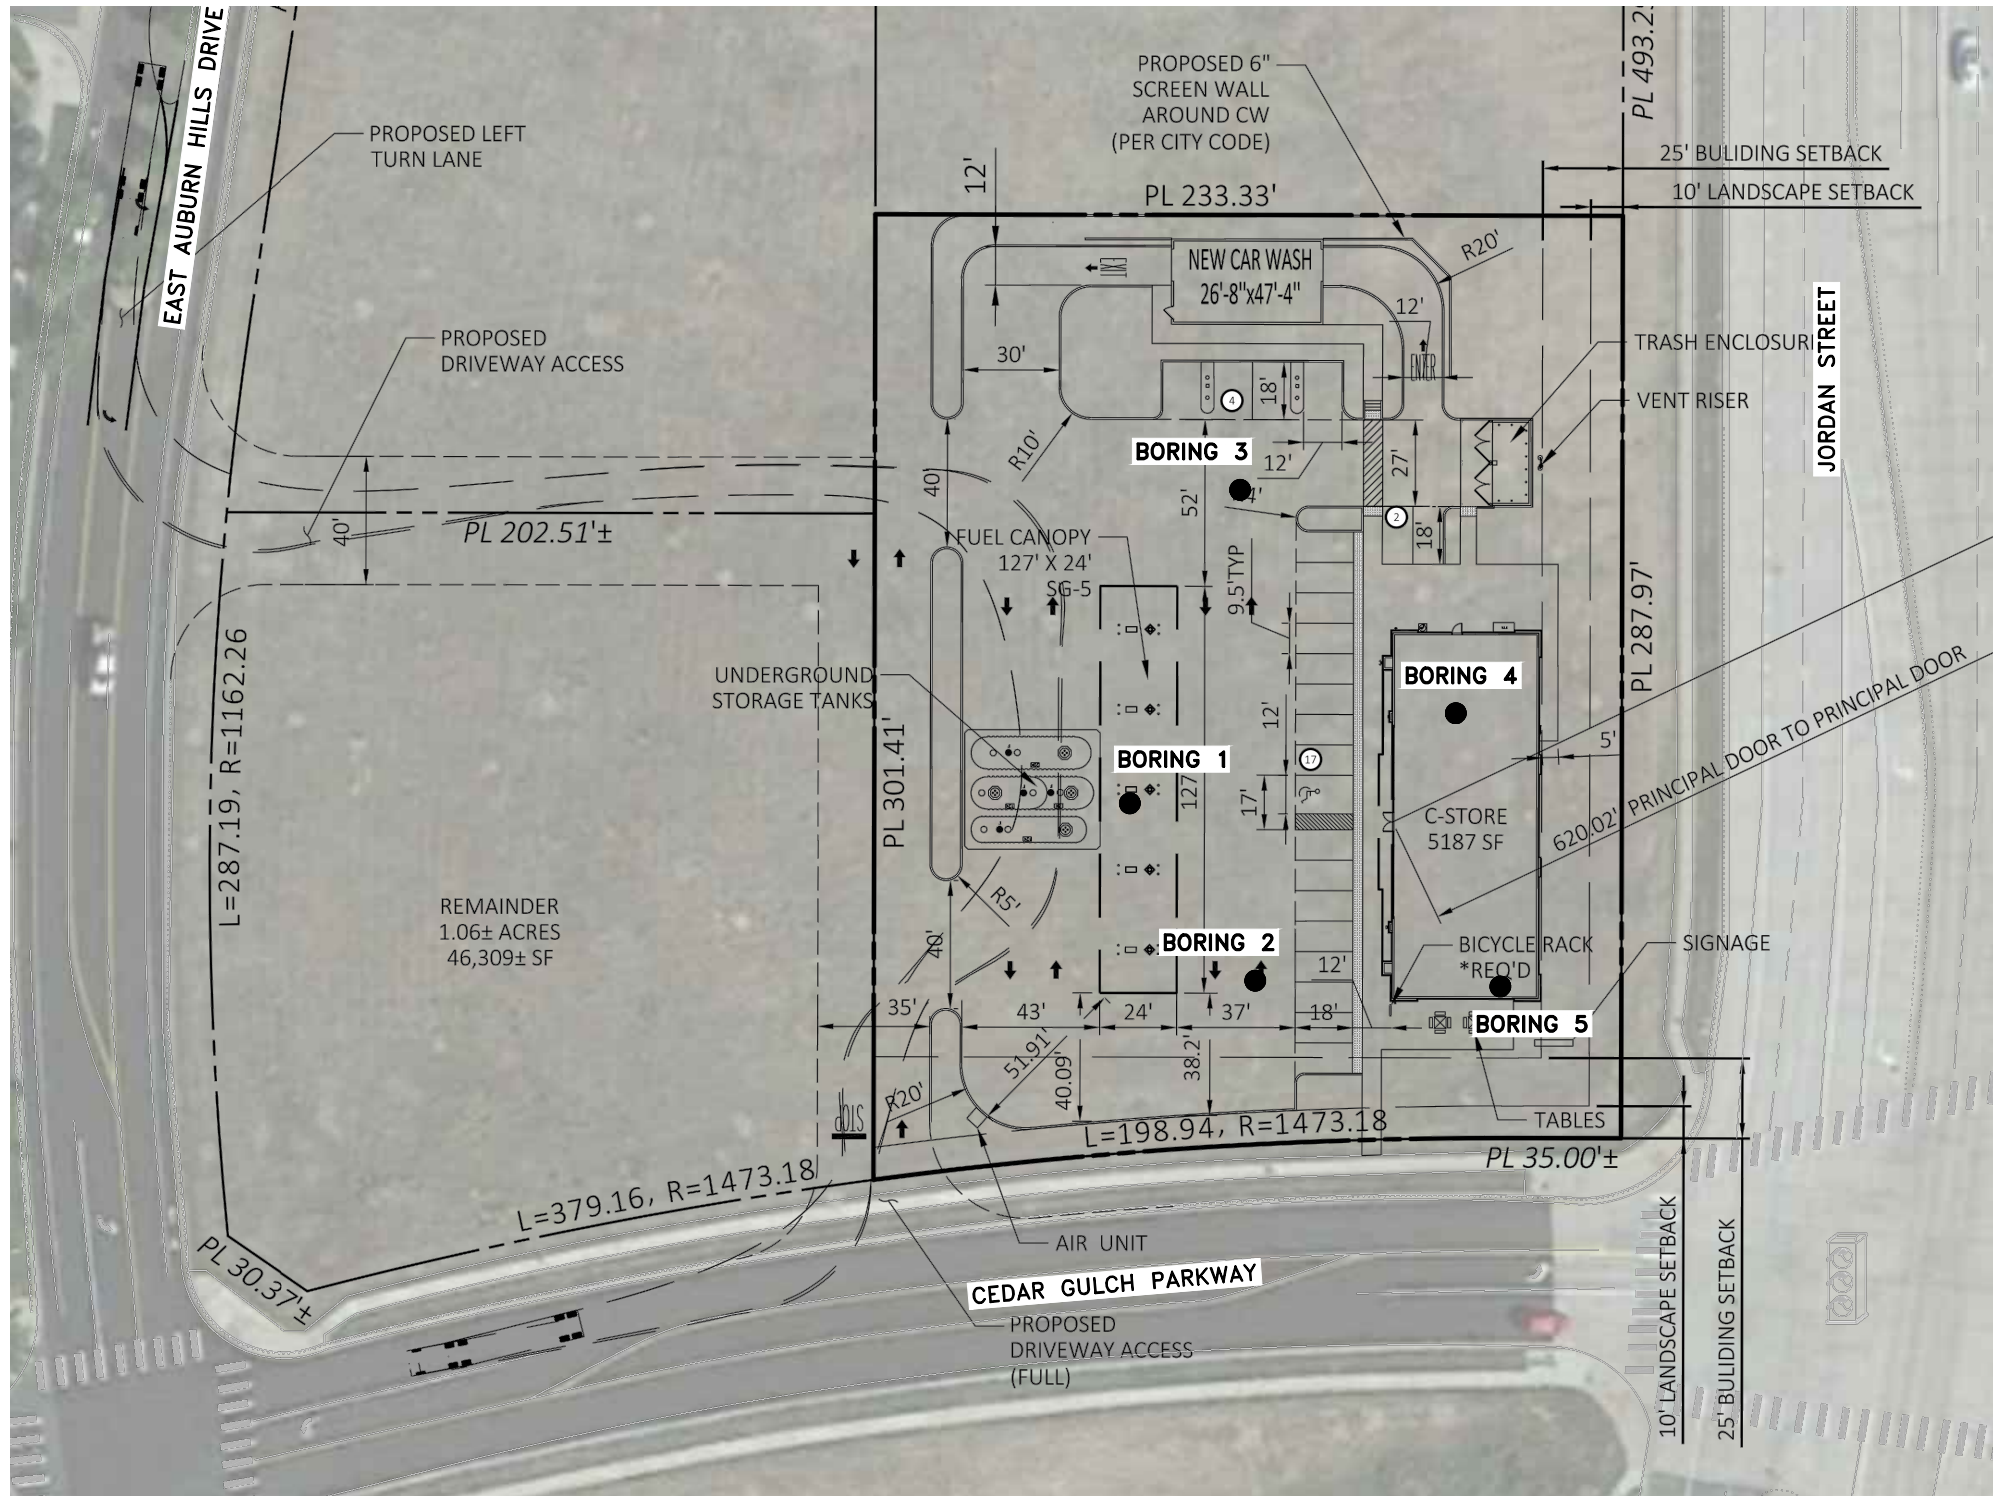 EAST AUBURN HILLS DRIVE
PROPOSED LEFT
TURN LANE
PROPOSED
DRIVEWAY ACCESS
PROPOSED 6"
SCREEN WALL
AROUND CW
(PER CITY CODE)
12'
PL 233.33'
25' BULIDING SETBACK
10' LANDSCAPE SETBACK
R20'
NEW CAR WASH
26'-8"x47'-4"
EXIT
12'
ENTER
30'
TRASH ENCLOSUR
VENT RISER
JORDAN STREET
4
18'
R10'
BORING 3
12'
27'
40'
52'
2
18'
40'
PL 202.51'±
FUEL CANOPY
127' X 24'
SG-5
9.5'TYP
PL 287.97'
L=287.19, R=1162.26
UNDERGROUND
STORAGE TANKS
BORING 4
PL 301.41'
12'
BORING 1
127
17
17'
5'
C-STORE
5187 SF
620.02' PRINCIPAL DOOR TO PRINCIPAL DOOR
REMAINDER
1.06± ACRES
46,309± SF
R5'
40'
BORING 2
BICYCLE RACK
*REQ'D
SIGNAGE
12'
35'
43'
24'
37'
18'
BORING 5
51.91'
40.09'
38.2'
R20'
STOP
TABLES
L=198.94, R=1473.18
PL 35.00'±
L=379.16, R=1473.18
PL 30.37'±
AIR UNIT
CEDAR GULCH PARKWAY
PROPOSED
DRIVEWAY ACCESS
(FULL)
10' LANDSCAPE SETBACK
25' BULIDING SETBACK